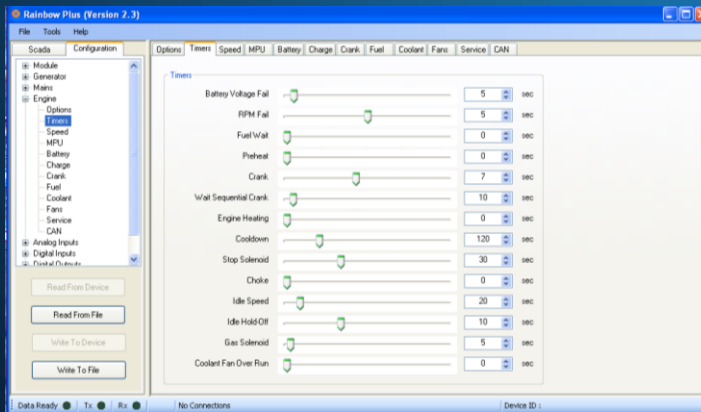 Rainbow Plus (Version 2.3)
File Tools Help
Scada Configuration
Module
Generator
Mains
Engine
Options
Timers
Speed
MPU
Battery
Charge
Crank
Fuel
Coolant
Fans
Service
CAN
Analog Inputs
Digital Inputs
Digital Outputs
Read From Device
Read From File
Write To Device
Write To File
Options Timers Speed MPU Battery Charge Crank Fuel Coolant Fans Service CAN
Timers
Battery Voltage Fail 5 sec
RPM Fail 5 sec
Fuel Wait 0 sec
Preheat 0 sec
Crank 7 sec
Wait Sequential Crank 10 sec
Engine Heating 0 sec
Cooldown 120 sec
Stop Solenoid 30 sec
Choke 0 sec
Idle Speed 20 sec
Idle Hold-Off 10 sec
Gas Solenoid 5 sec
Coolant Fan Over Run 0 sec
Data Ready Tx Rx No Connections Device ID :